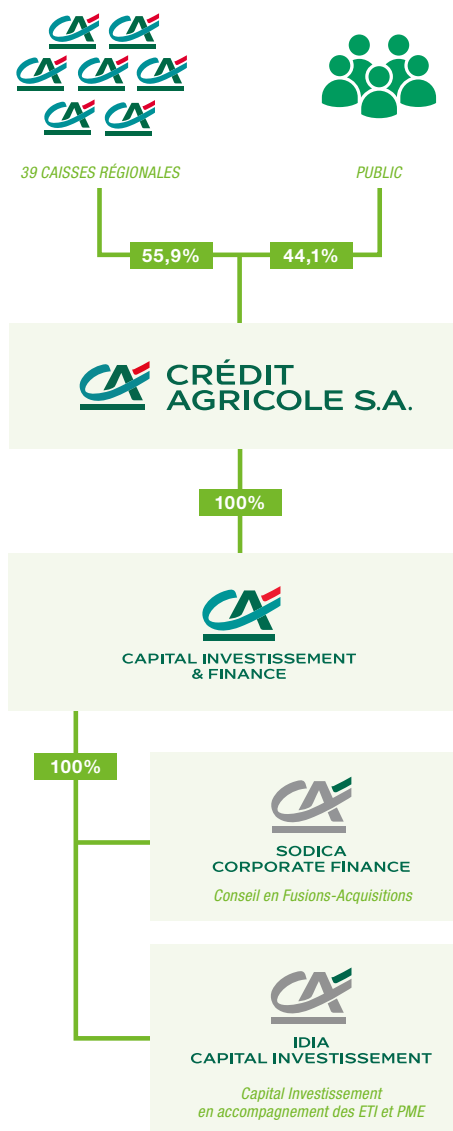 39 CAISSES RÉGIONALES
PUBLIC
55,9%
44,1%
CRÉDIT
AGRICOLE S.A.
100%
CAPITAL INVESTISSEMENT
& FINANCE
100%
SODICA
CORPORATE FINANCE
Conseil en Fusions-Acquisitions
IDIA
CAPITAL INVESTISSEMENT
Capital Investissement
en accompagnement des ETI et PME